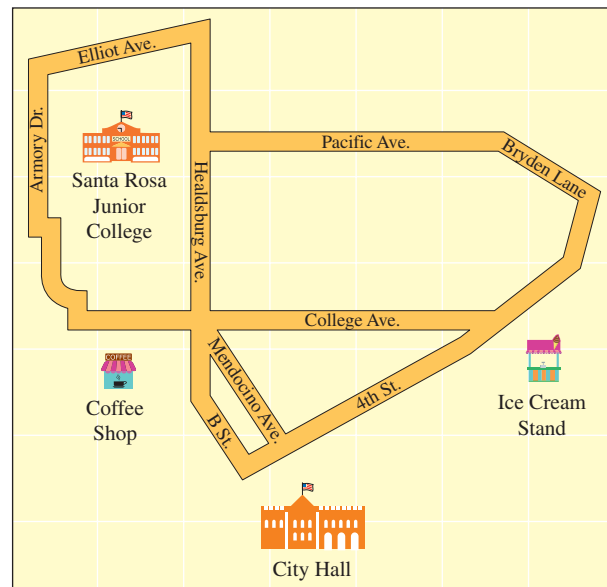 Elliot Ave.
Armory Dr.
SCHOOL
Santa Rosa
Junior
College
Healdsburg Ave.
Pacific Ave.
Bryden Lane
College Ave.
COFFEE
Coffee
Shop
Mendocino Ave.
B St.
4th St.
Ice Cream
Stand
City Hall